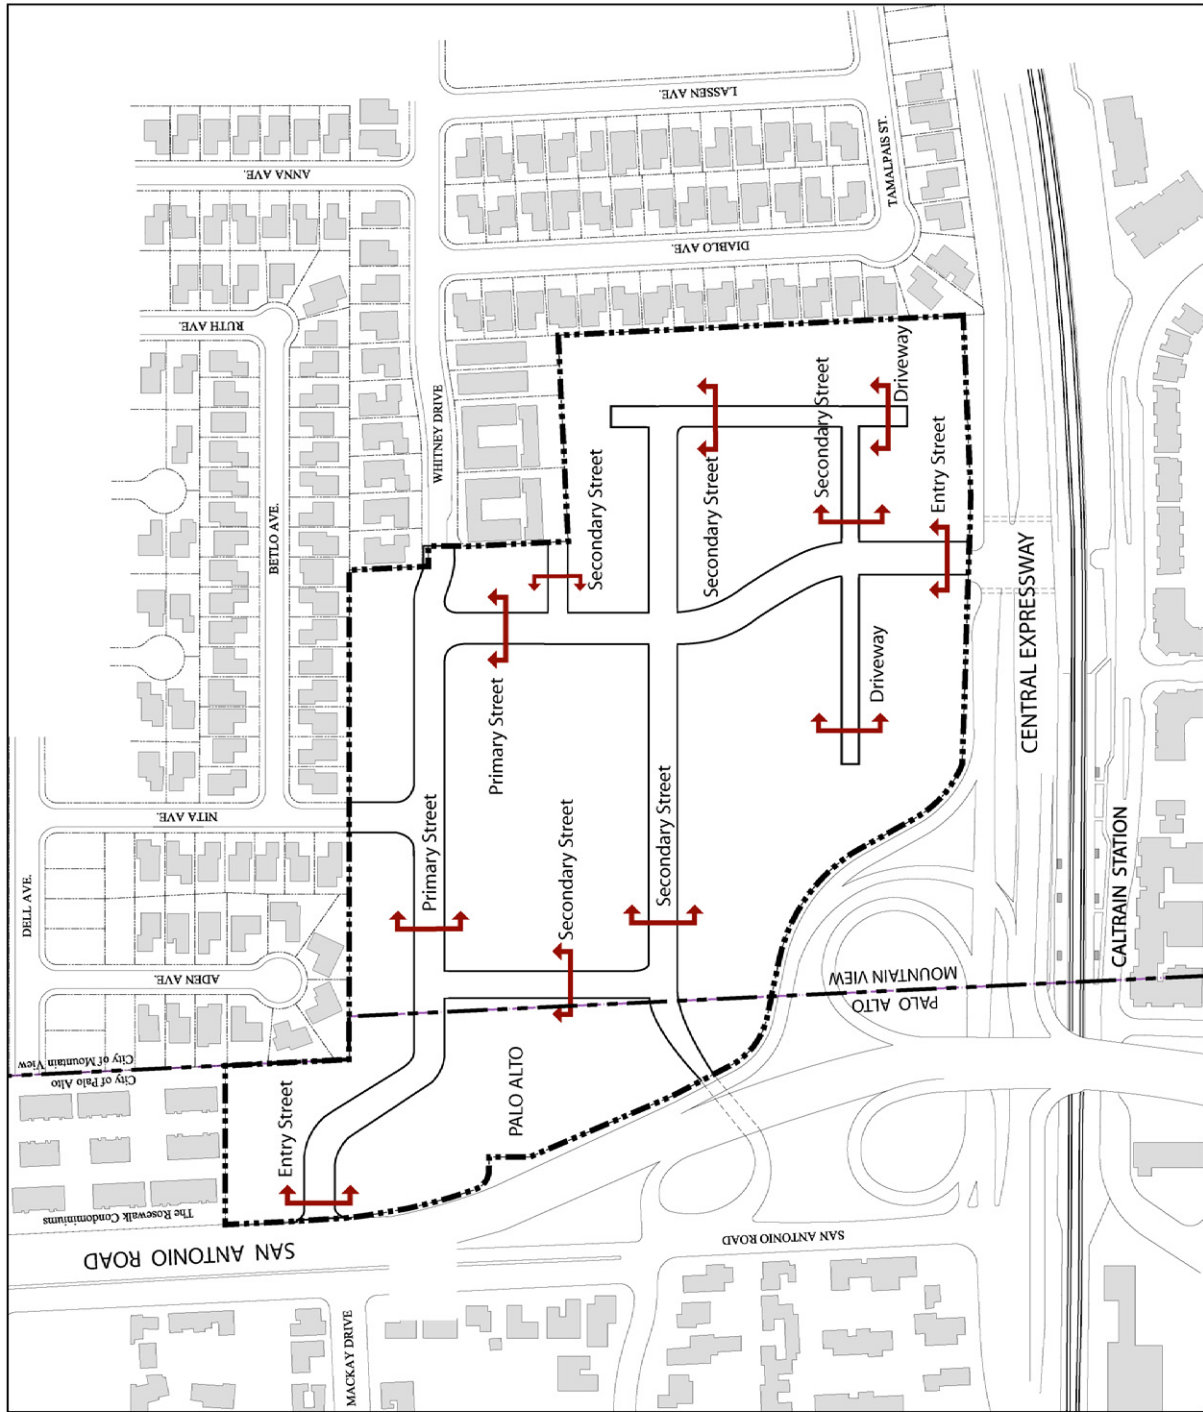 LASSEN AVE.
TAMALPAIS ST.
ANNA AVE.
DIABLO AVE.
RUTH AVE.
WHITNEY DRIVE
BETLO AVE.
Driveway
Secondary Street
Secondary Street
Secondary Street
Entry Street
CENTRAL EXPRESSWAY
Driveway
Primary Street
NITA AVE.
Primary Street
Secondary Street
Secondary Street
DELL AVE.
ADEN AVE.
CALTRAIN STATION
MOUNTAIN VIEW
PALO ALTO
City of Mountain View
City of Palo Alto
PALO ALTO
Entry Street
The Rosewalk Condominiums
SAN ANTONIO ROAD
SAN ANTONIO ROAD
MACKAY DRIVE